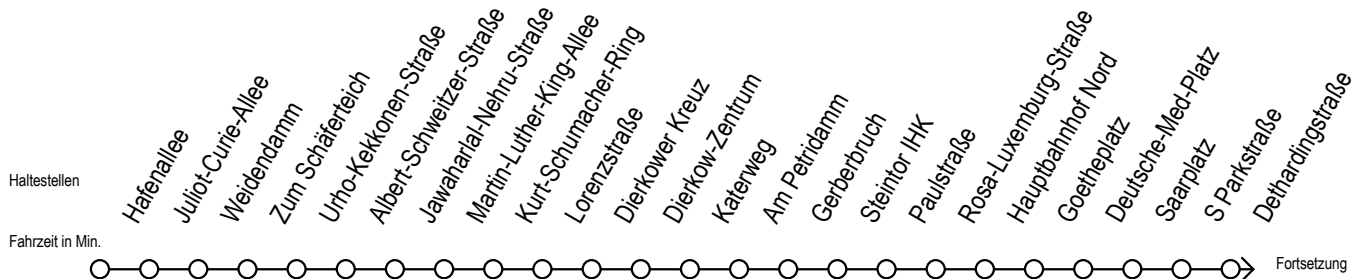 Hafenallee
Juliot-Curie-Allee
Weidendamm
Zum Schäferteich
Urho-Kekkonen-Straße
Albert-Schweitzer-Straße
Jawaharlal-Nehru-Straße
Martin-Luther-King-Allee
Kurt-Schumacher-Ring
Lorenzstraße
Dierkower Kreuz
Dierkow-Zentrum
Katerweg
Am Petridamm
Gerberbruch
Steintor IHK
Paulstraße
Rosa-Luxemburg-Straße
Hauptbahnhof Nord
Goetheplatz
Deutsche-Med-Platz
Saarplatz
S Parkstraße
Dethardingstraße
Haltestellen
Fahrzeit in Min.
Fortsetzung